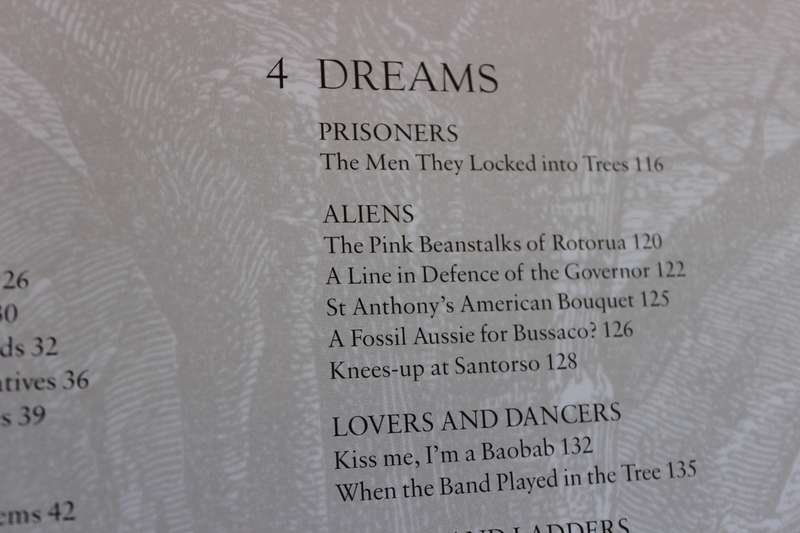 26
ds 32
36
39
42
4 DREAMS
PRISONERS
The Men They Locked into Trees 116
ALIENS
The Pink Beanstalks of Rotorua 120
A Line in Defence of the Governor 122
St Anthony's American Bouquet 125
A Fossil Aussie for Bussaco? 126
Knees-up at Santorso 128
LOVERS AND DANCERS
Kiss me, I'm a Baobab 132
When the Band Played in the Tree 135
AND LADDERS